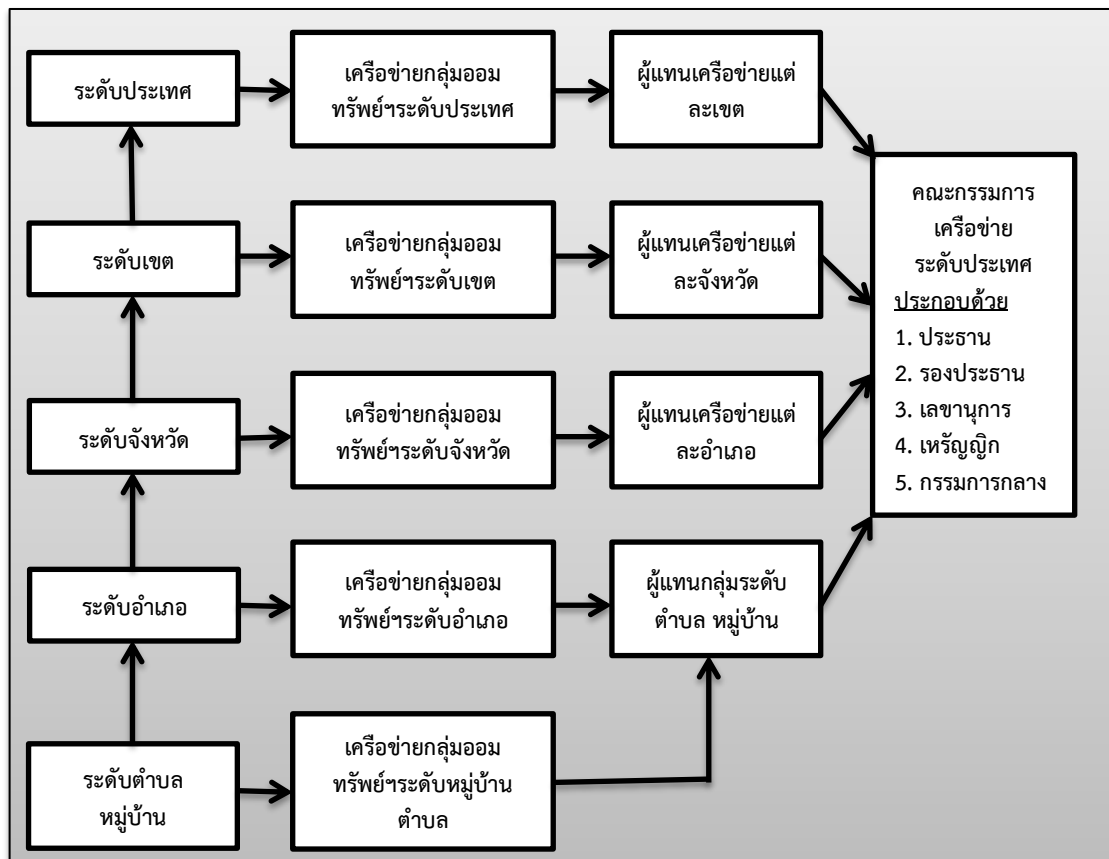 ระดับประเทศ
เครือข่ายกลุ่มออม
ทรัพย์ฯระดับประเทศ
ผู้แทนเครือข่ายแต่
ละเขต
คณะกรรมการ
เครือข่าย
ระดับประเทศ
ประกอบด้วย
1. ประธาน
2. รองประธาน
3. เลขานุการ
4. เหรัญญิก
5. กรรมการกลาง
ระดับเขต
เครือข่ายกลุ่มออม
ทรัพย์ฯระดับเขต
ผู้แทนเครือข่ายแต่
ละจังหวัด
ระดับจังหวัด
เครือข่ายกลุ่มออม
ทรัพย์ฯระดับจังหวัด
ผู้แทนเครือข่ายแต่
ละอำเภอ
ระดับอำเภอ
เครือข่ายกลุ่มออม
ทรัพย์ฯระดับอำเภอ
ผู้แทนกลุ่มระดับ
ตำบล หมู่บ้าน
ระดับตำบล
หมู่บ้าน
เครือข่ายกลุ่มออม
ทรัพย์ฯระดับหมู่บ้าน
ตำบล